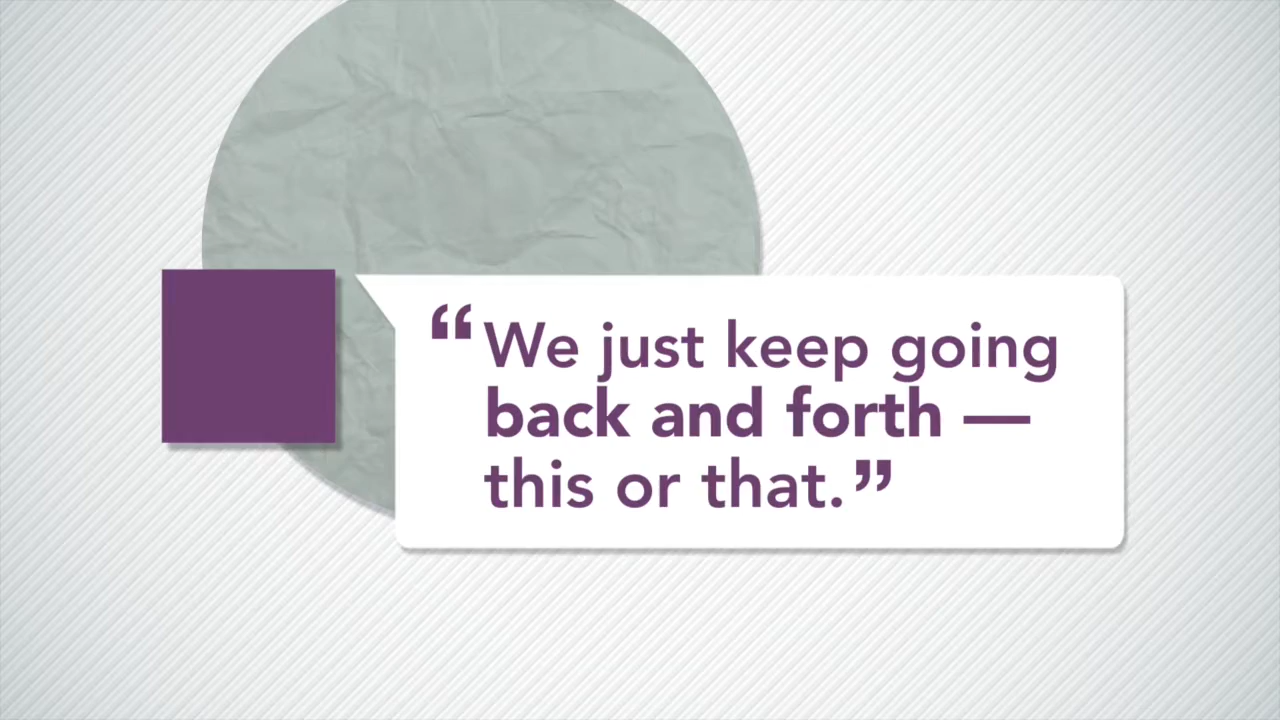 “We just keep going
back and forth —
this or that.”